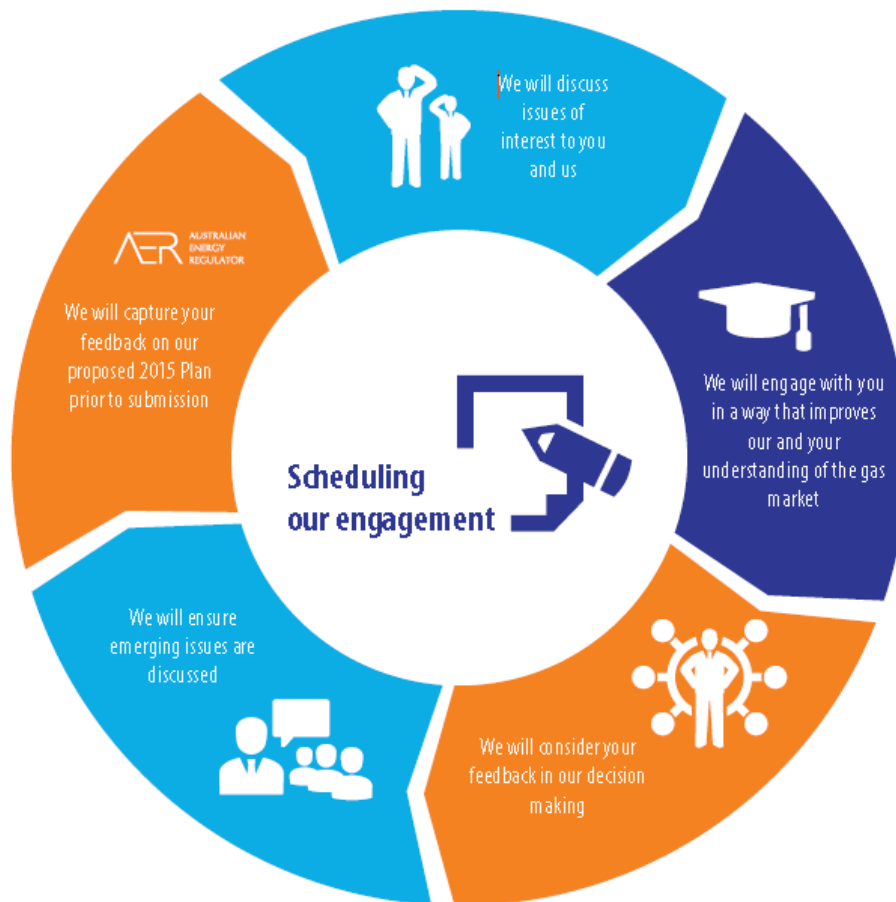 We will discuss
issues of
interest to you
and us
We will engage with you
in a way that improves
our and your
understanding of the gas
market
We will consider your
feedback in our decision
making
We will ensure
emerging issues are
discussed
AER AUSTRALIAN
ENERGY
REGULATOR
We will capture your
feedback on our
proposed 2015 Plan
prior to submission
Scheduling
our engagement